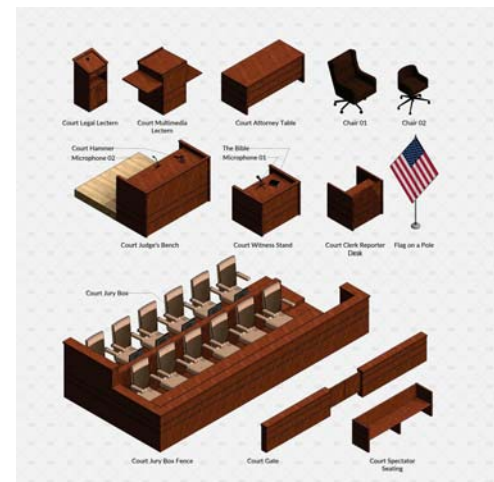 Court Legal Lectern
Court Multimedia
Lectern
Court Attorney Table
Chair 01
Chair 02
Court Hammer
Microphone 02
The Bible
Microphone 01
Court Judge's Bench
Court Witness Stand
Court Clerk Reporter
Desk
Flag on a Pole
Court Jury Box
Court Jury Box Fence
Court Gate
Court Spectator
Seating